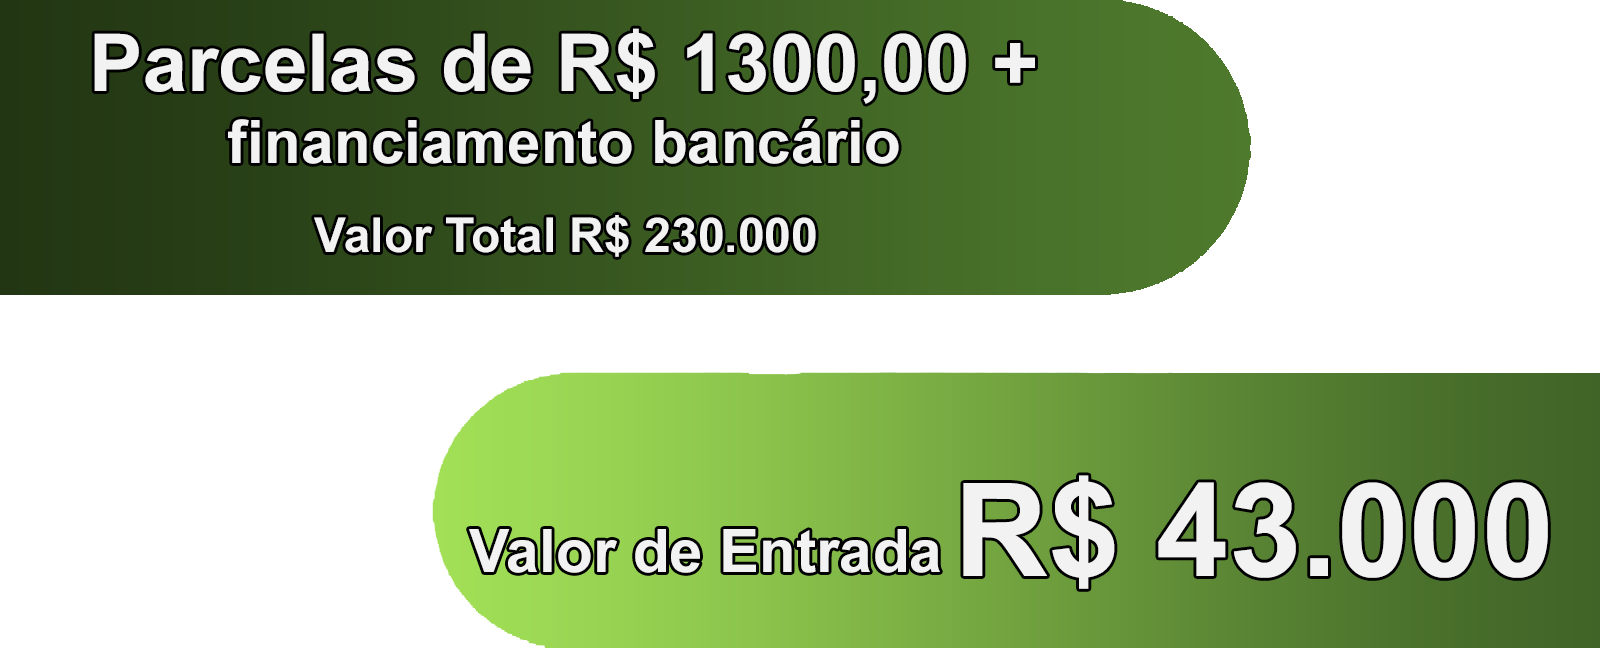 Parcelas de R$ 1300,00 +
financiamento bancário
Valor Total R$ 230.000
Valor de Entrada R$ 43.000